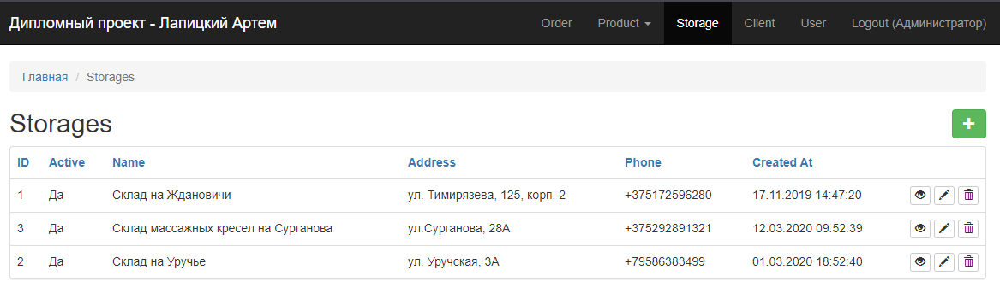 Дипломный проект - Лапицкий Артем Order Product Storage Client User Logout (Администратор)
Главная / Storages
Storages
ID Active Name Address Phone Created At
1 Да Склад на Ждановичи ул. Тимирязева, 125, корп. 2 +375172596280 17.11.2019 14:47:20
3 Да Склад массажных кресел на Сурганова ул.Сурганова, 28А +375292891321 12.03.2020 09:52:39
2 Да Склад на Уручье ул. Уручская, 3А +79586383499 01.03.2020 18:52:40